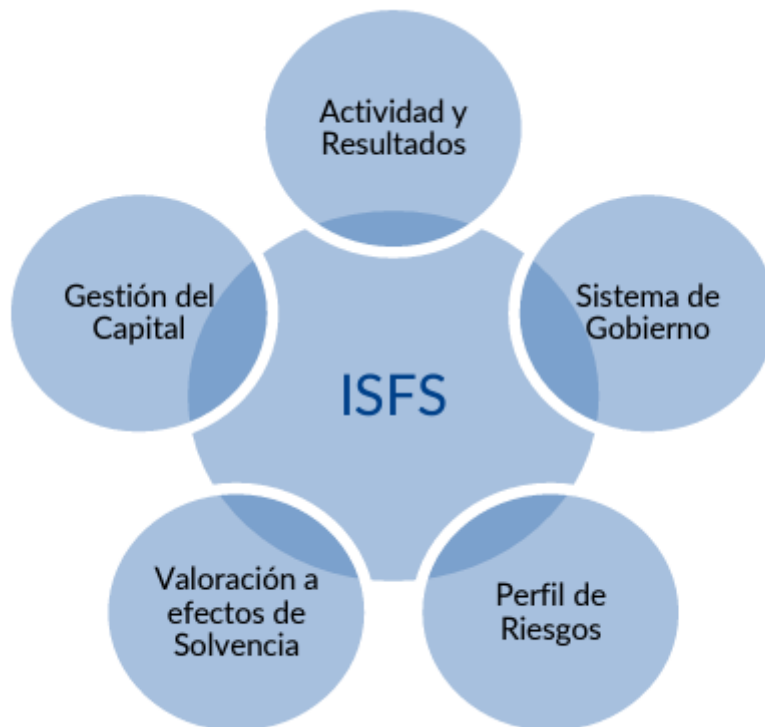 Actividad y
Resultados
Gestión del
Capital
Sistema de
Gobierno
ISFS
Valoración a
efectos de
Solvencia
Perfil de
Riesgos